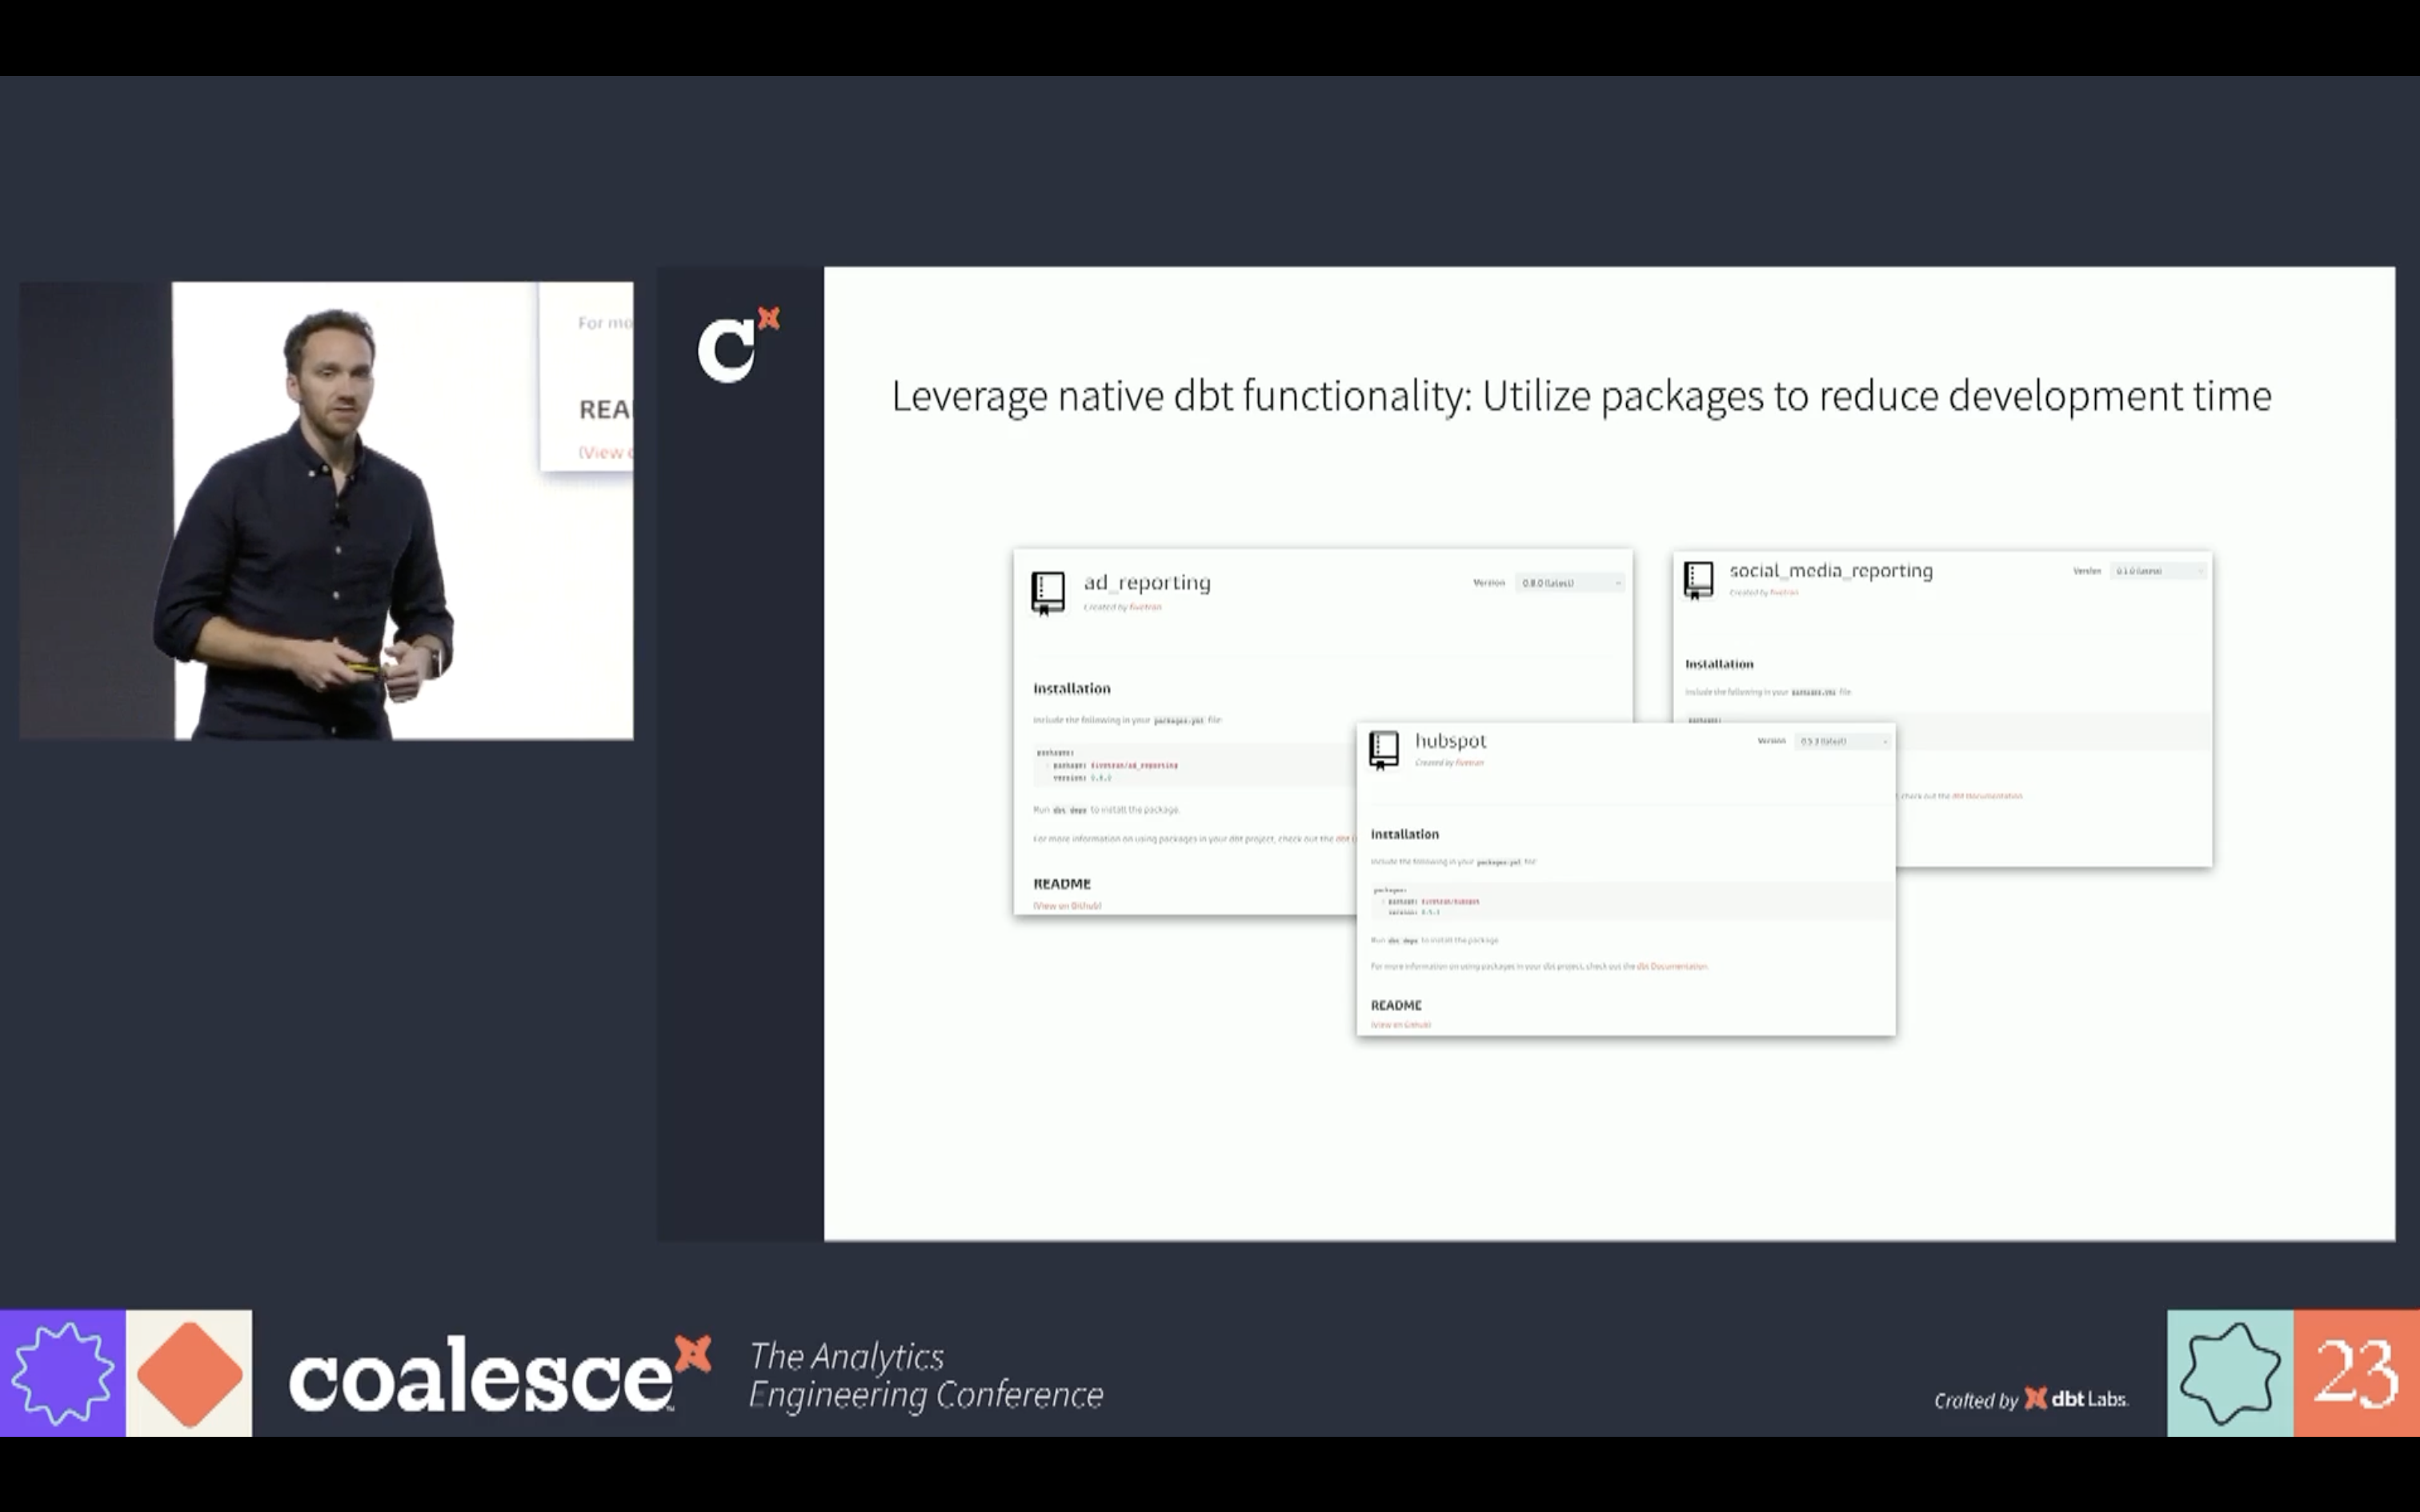 For mo
REA
(View
C
Leverage native dbt functionality: Utilize packages to reduce development time
ad_reporting
Version 0.8.0 (latest)
Created by fivetran
Installation
Include the following in your packages.yml file:
packages:
- package: fivetran/ad_reporting
version: 0.8.0
Run dbt deps to install the package.
For more information on using packages in your dbt project, check out the dbt
README
(View on Github)
social_media_reporting
Version
Created by fivetran
Installation
Include the following in your packages.yml file
packages:
check out the dbt Documentation
hubspot
Version
Created by fivetran
Installation
Include the following in your packages.yml file
packages:
- package: fivetran/hubspot
version:
Run dbt deps to install the package
For more information on using packages in your dbt project, check out the dbt Documentation.
README
(View on Github)
coalesce
The Analytics
Engineering Conference
Crafted by dbt Labs.
23